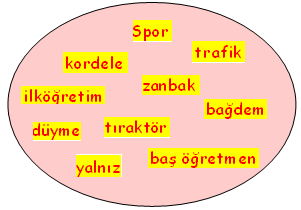 Spor
trafik
kordele
zanbak
ilköğretim
bağdem
düyme
tıraktör
yalnız
baş öğretmen